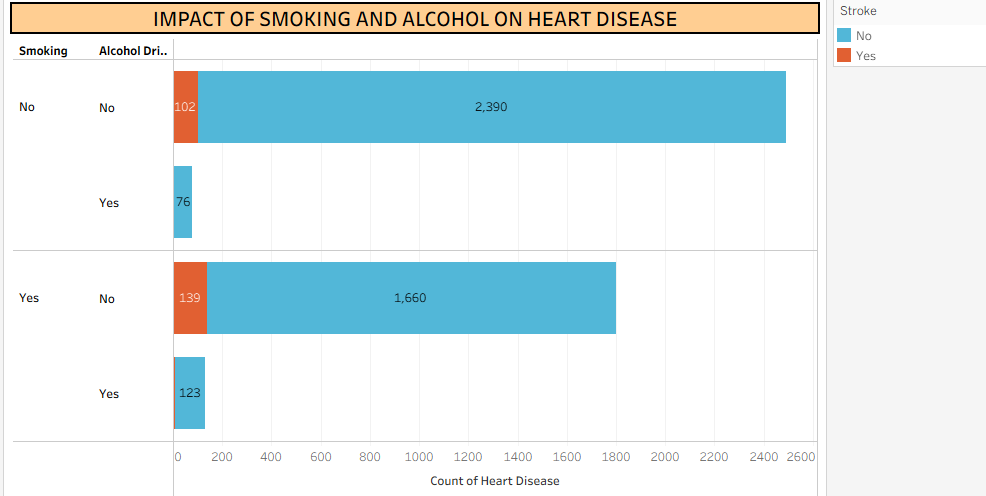 IMPACT OF SMOKING AND ALCOHOL ON HEART DISEASE
Stroke
No
Yes
Smoking Alcohol Dri..
No No 102 2,390
Yes 76
Yes No 139 1,660
Yes 123
0 200 400 600 800 1000 1200 1400 1600 1800 2000 2200 2400 2600
Count of Heart Disease